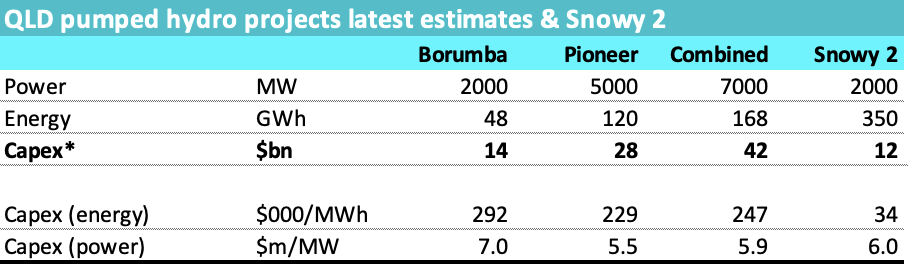 QLD pumped hydro projects latest estimates & Snowy 2
Borumba Pioneer Combined Snowy 2
Power MW 2000 5000 7000 2000
Energy GWh 48 120 168 350
Capex* $bn 14 28 42 12
Capex (energy) $000/MWh 292 229 247 34
Capex (power) $m/MW 7.0 5.5 5.9 6.0